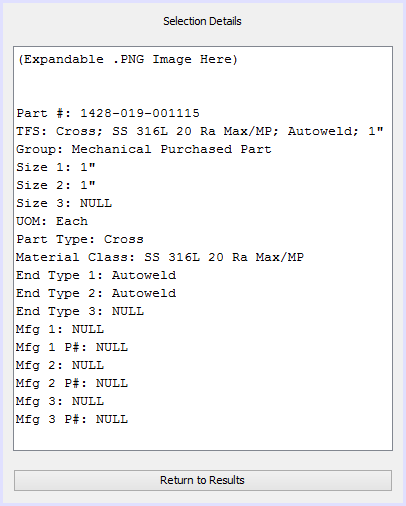 Selection Details
(Expandable .PNG Image Here)
Part #: 1428-019-001115
TFS: Cross; SS 316L 20 Ra Max/MP; Autoweld; 1"
Group: Mechanical Purchased Part
Size 1: 1"
Size 2: 1"
Size 3: NULL
UOM: Each
Part Type: Cross
Material Class: SS 316L 20 Ra Max/MP
End Type 1: Autoweld
End Type 2: Autoweld
End Type 3: NULL
Mfg 1: NULL
Mfg 1 P#: NULL
Mfg 2: NULL
Mfg 2 P#: NULL
Mfg 3: NULL
Mfg 3 P#: NULL
Return to Results